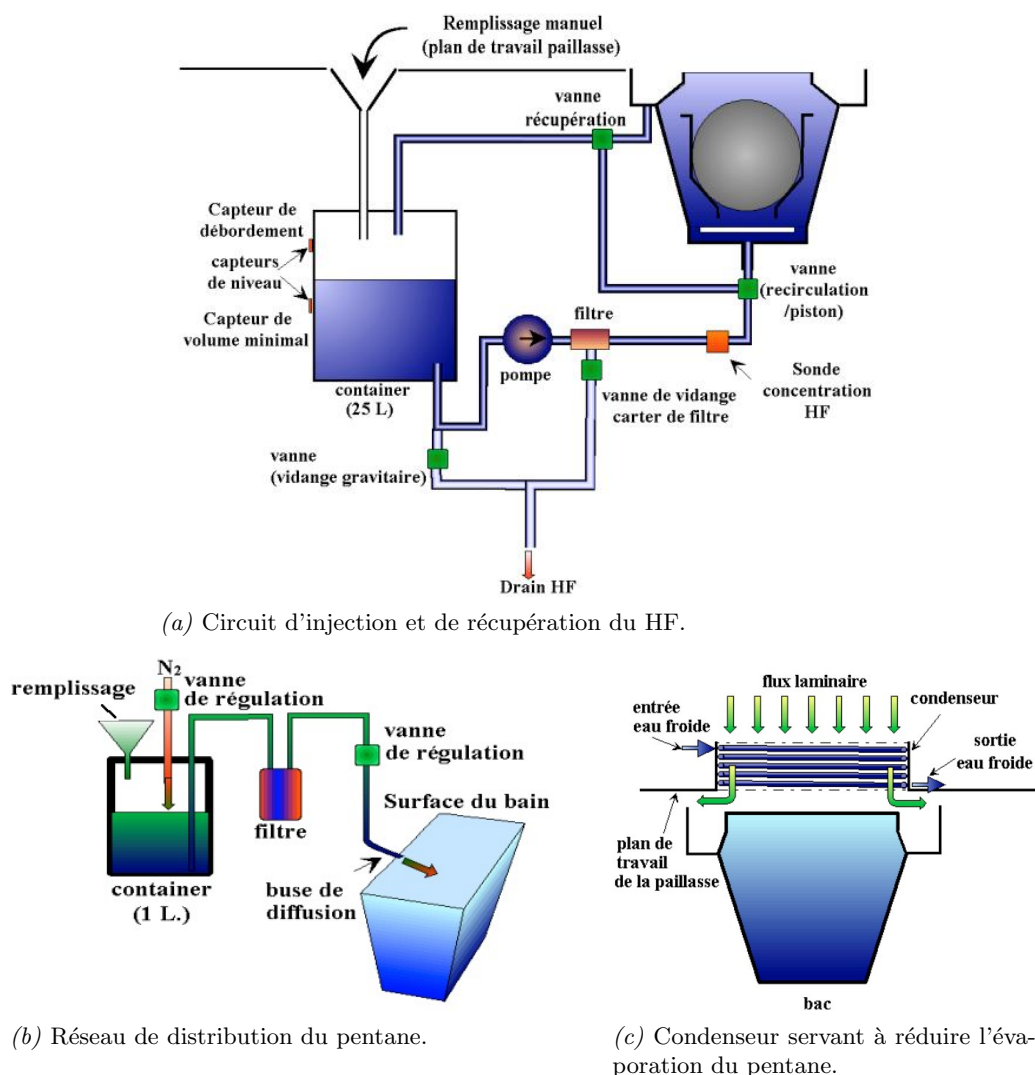 Remplissage manuel
(plan de travail paillasse)
vanne
récupération
Capteur de
débordement
capteurs
de niveau
Capteur de
volume minimal
container
(25 L)
pompe
filtre
vanne
(recirculation
/piston)
Sonde
concentration
HF
vanne de vidange
carter de filtre
vanne
(vidange gravitaire)
Drain HF
(a) Circuit d'injection et de récupération du HF.
N2
remplissage
vanne
de régulation
vanne
de régulation
filtre
Surface du bain
container
(1 L.)
buse de
diffusion
(b) Réseau de distribution du pentane.
flux laminaire
condenseur
entrée
eau froide
sortie
eau froide
plan de
travail
de la paillasse
bac
(c) Condenseur servant à réduire l'éva-
poration du pentane.